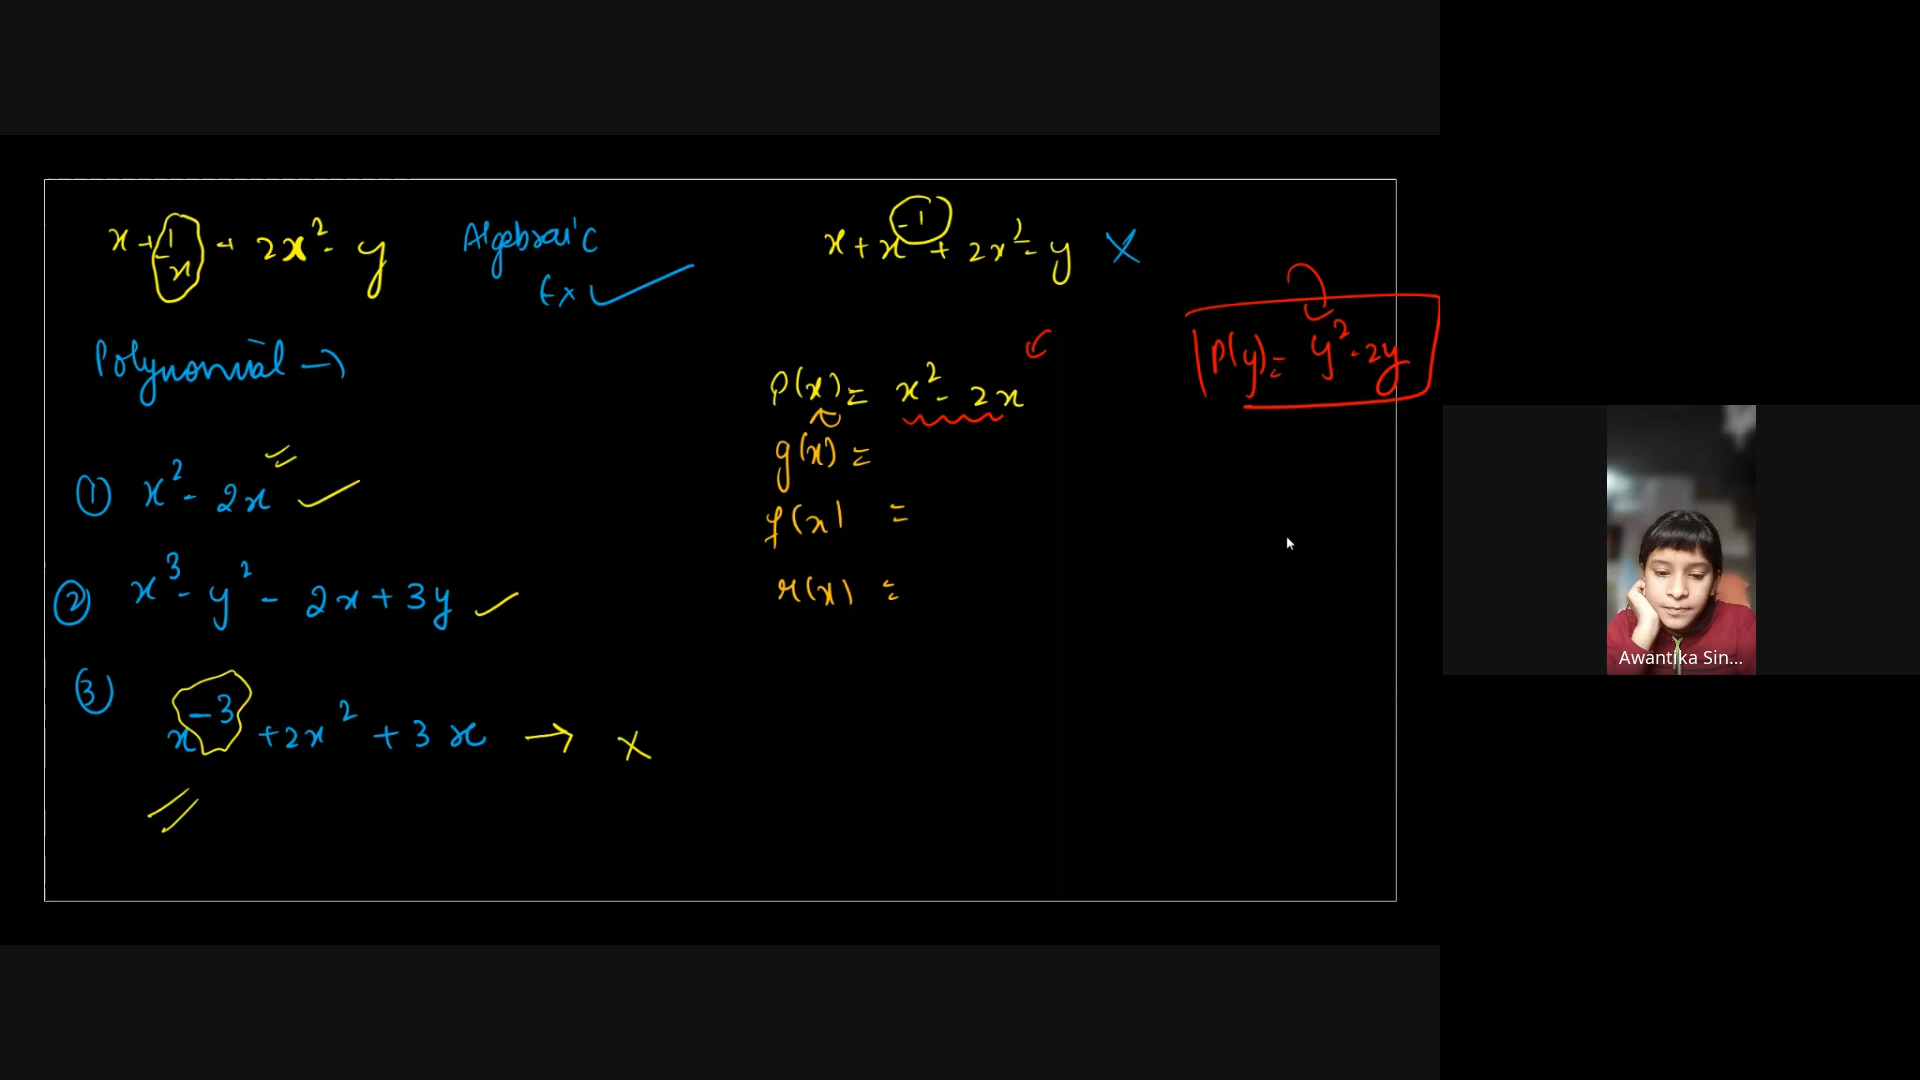 x + 1/x + 2x² - y
Algebraic
Ex ✓
x + x⁻¹ + 2x² - y ✗
Polynomial →
P(x) = x² - 2x
P(y) = y² - 2y
g(x) =
① x² - 2x ✓
f(x) =
② x³ - y² - 2x + 3y ✓
r(x) =
③ x⁻³ + 2x² + 3x → ✗
Awantika Sin...